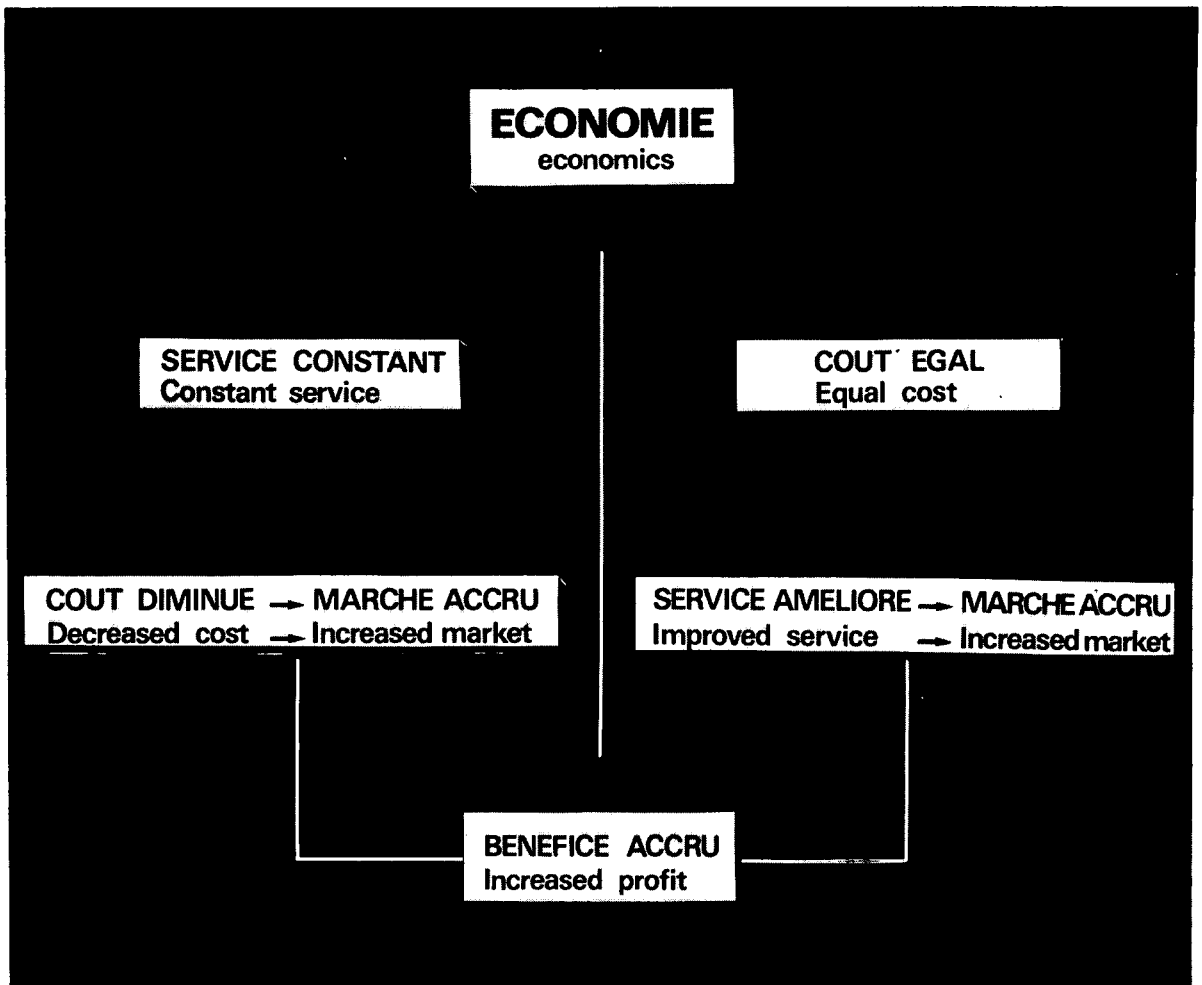 ECONOMIE
economics
SERVICE CONSTANT
Constant service
COUT EGAL
Equal cost
COUT DIMINUE → MARCHE ACCRU
Decreased cost → Increased market
SERVICE AMELIORE → MARCHE ACCRU
Improved service → Increased market
BENEFICE ACCRU
Increased profit